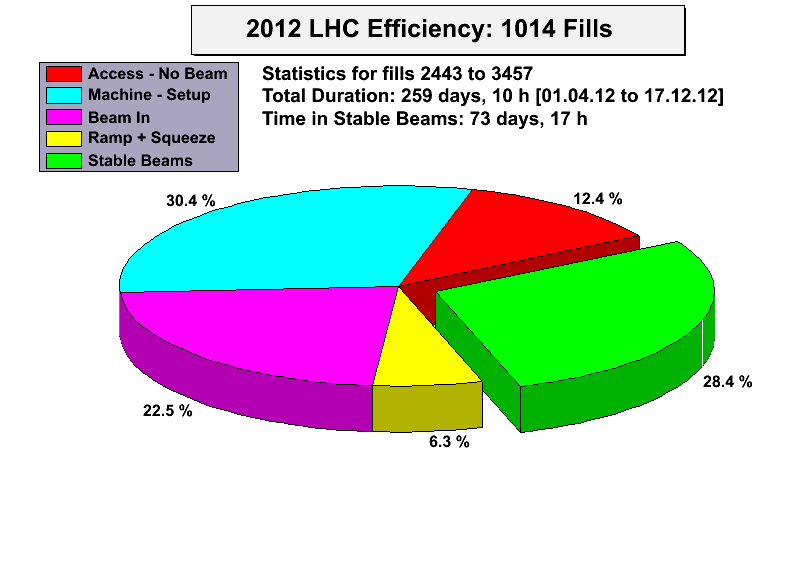 2012 LHC Efficiency: 1014 Fills
Access - No Beam
Machine - Setup
Beam In
Ramp + Squeeze
Stable Beams
Statistics for fills 2443 to 3457
Total Duration: 259 days, 10 h [01.04.12 to 17.12.12]
Time in Stable Beams: 73 days, 17 h
30.4 %
12.4 %
28.4 %
22.5 %
6.3 %